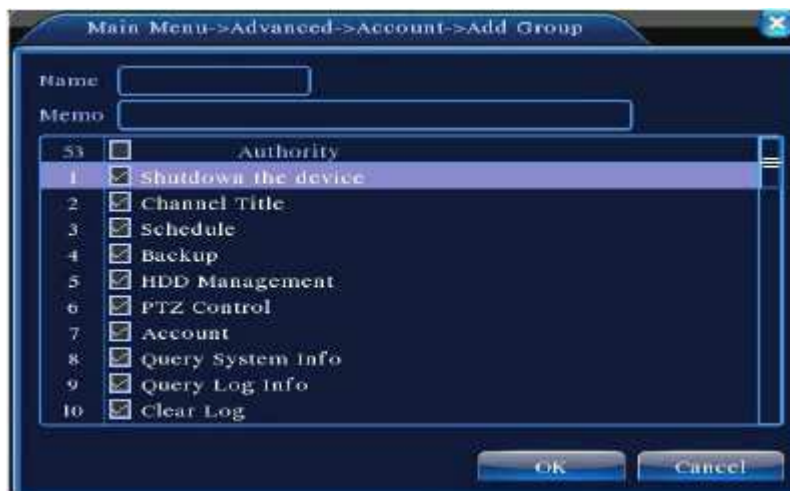 Main Menu->Advanced->Account->Add Group
Name
Memo
53 Authority
1 Shutdown the device
2 Channel Title
3 Schedule
4 Backup
5 HDD Management
6 PTZ Control
7 Account
8 Query System Info
9 Query Log Info
10 Clear Log
OK Cancel